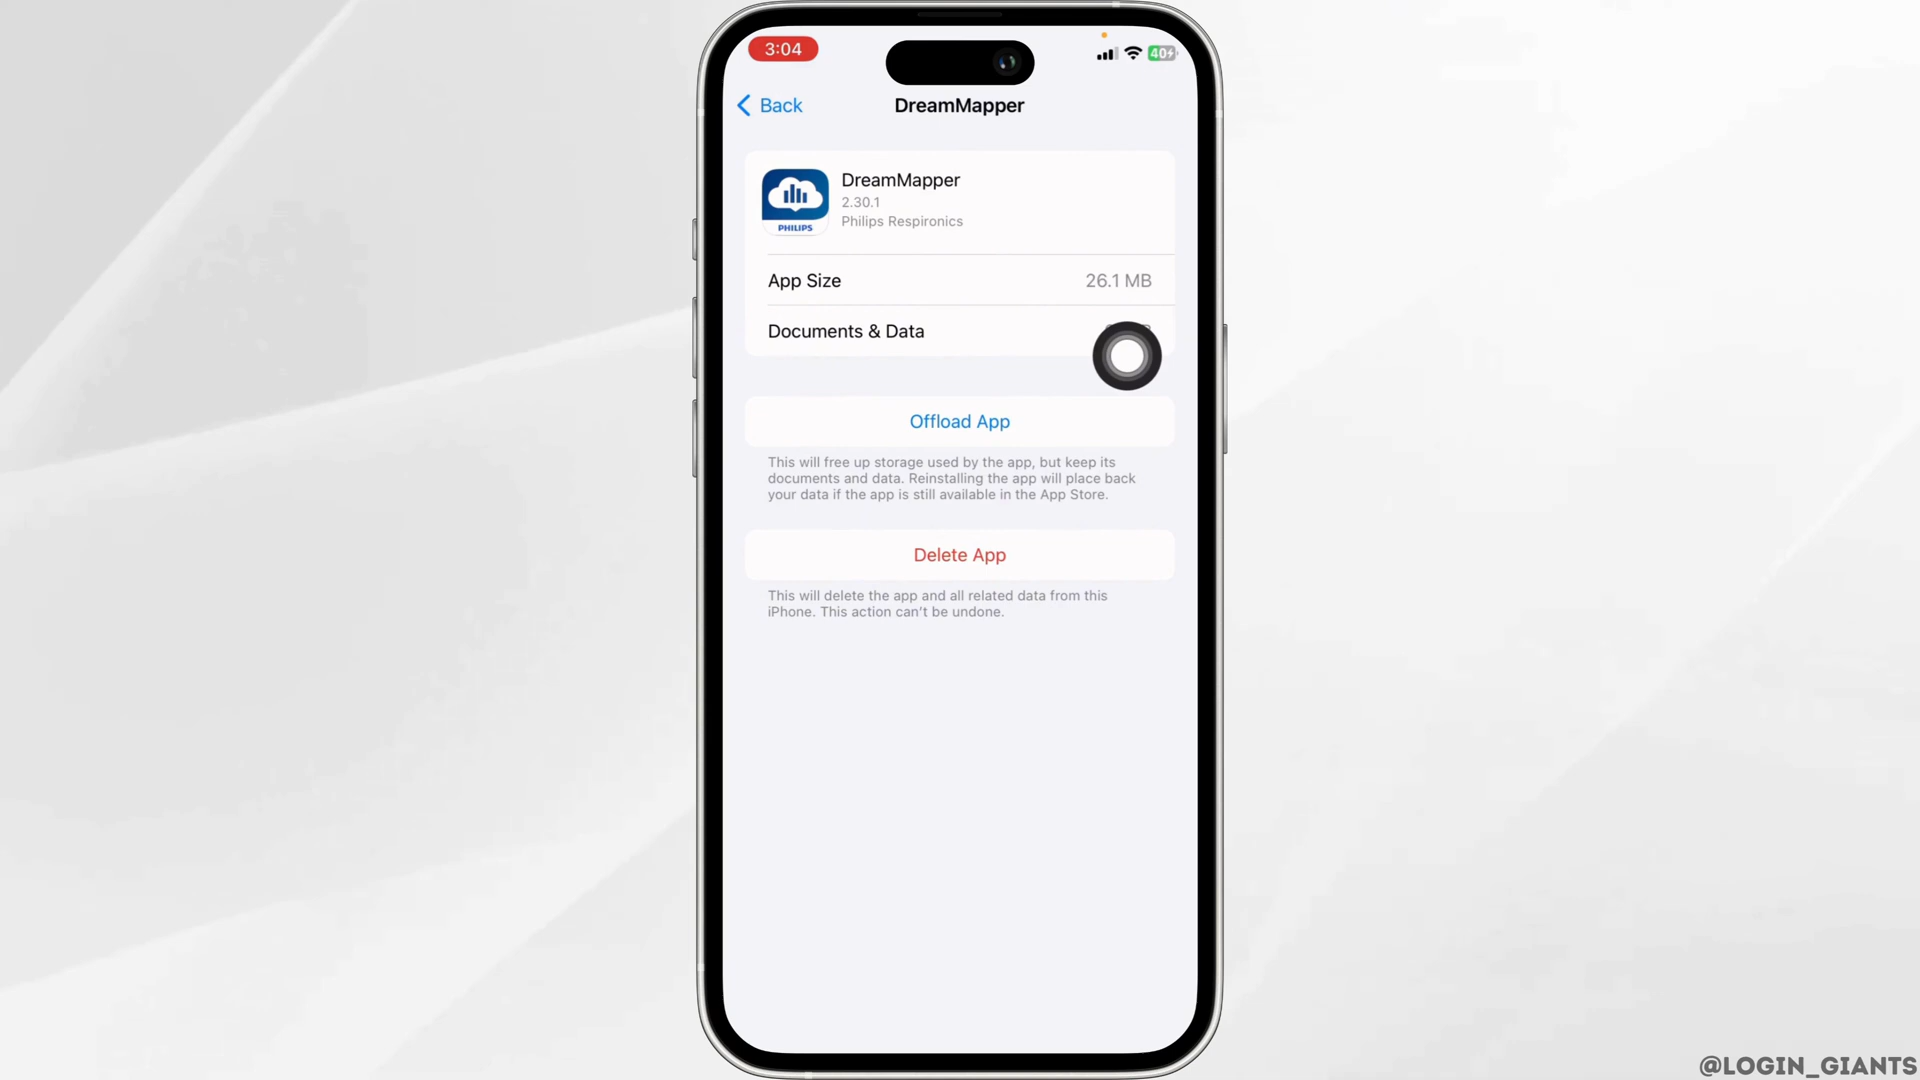 3:04
40
Back
DreamMapper
DreamMapper
2.30.1
Philips Respironics
PHILIPS
App Size
26.1 MB
Documents & Data
Offload App
This will free up storage used by the app, but keep its
documents and data. Reinstalling the app will place back
your data if the app is still available in the App Store.
Delete App
This will delete the app and all related data from this
iPhone. This action can't be undone.
@LOGIN_GIANTS